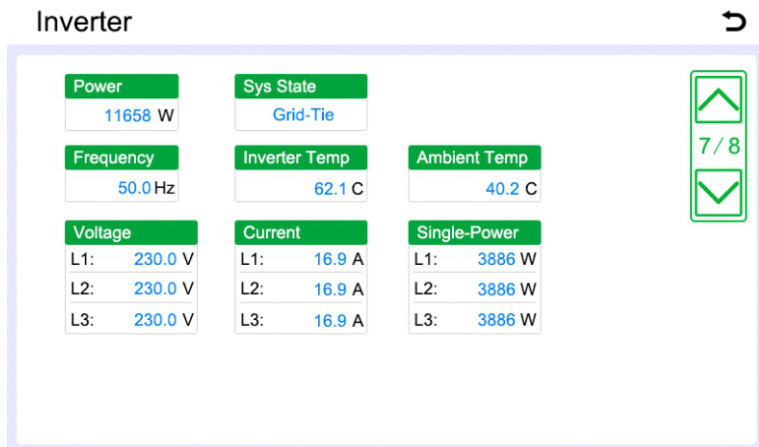 Inverter
Power
Sys State
11658 W
Grid-Tie
7/8
Frequency
Inverter Temp
Ambient Temp
50.0 Hz
62.1 C
40.2 C
Voltage
Current
Single-Power
L1: 230.0 V
L1: 16.9 A
L1: 3886 W
L2: 230.0 V
L2: 16.9 A
L2: 3886 W
L3: 230.0 V
L3: 16.9 A
L3: 3886 W